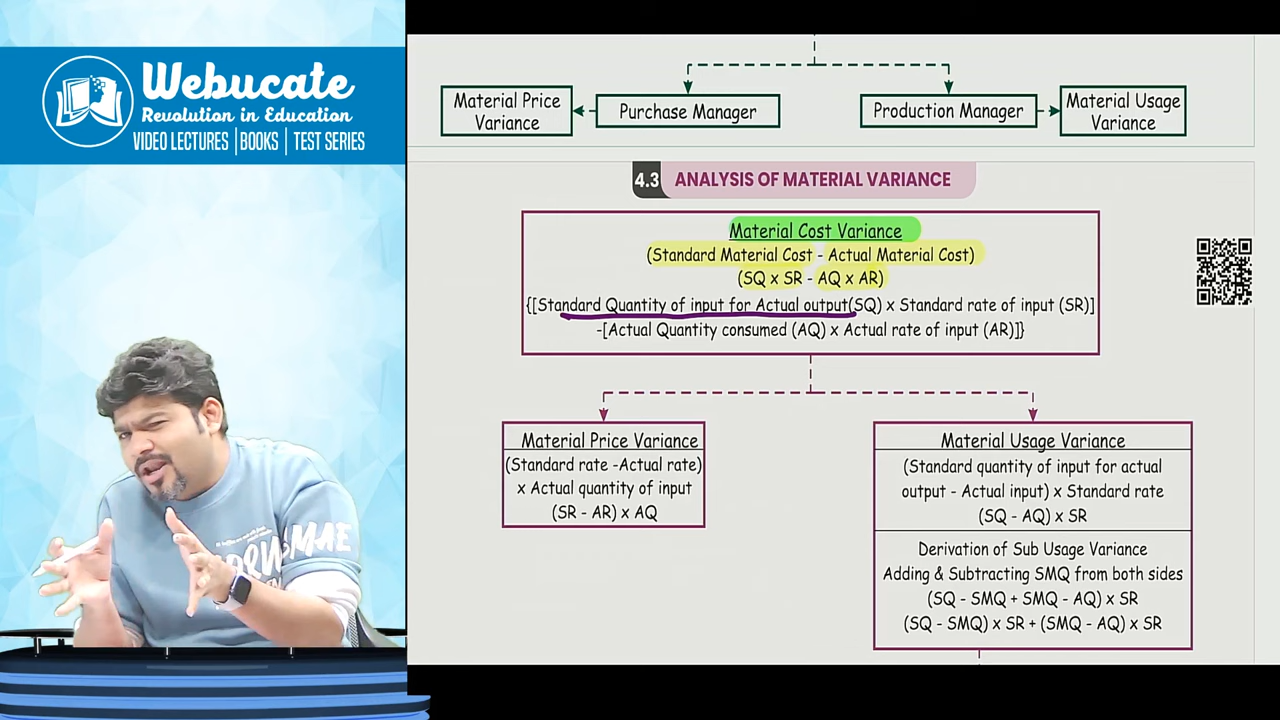 Webucate
Revolution in Education
VIDEO LECTURES | BOOKS | TEST SERIES
Material Price
Variance
Purchase Manager
Production Manager
Material Usage
Variance
4.3 ANALYSIS OF MATERIAL VARIANCE
Material Cost Variance
(Standard Material Cost - Actual Material Cost)
(SQ x SR - AQ x AR)
{[Standard Quantity of input for Actual output(SQ) x Standard rate of input (SR)]
-[Actual Quantity consumed (AQ) x Actual rate of input (AR)]}
Material Price Variance
(Standard rate -Actual rate)
x Actual quantity of input
(SR - AR) x AQ
Material Usage Variance
(Standard quantity of input for actual
output - Actual input) x Standard rate
(SQ - AQ) x SR
Derivation of Sub Usage Variance
Adding & Subtracting SMQ from both sides
(SQ - SMQ + SMQ - AQ) x SR
(SQ - SMQ) x SR + (SMQ - AQ) x SR